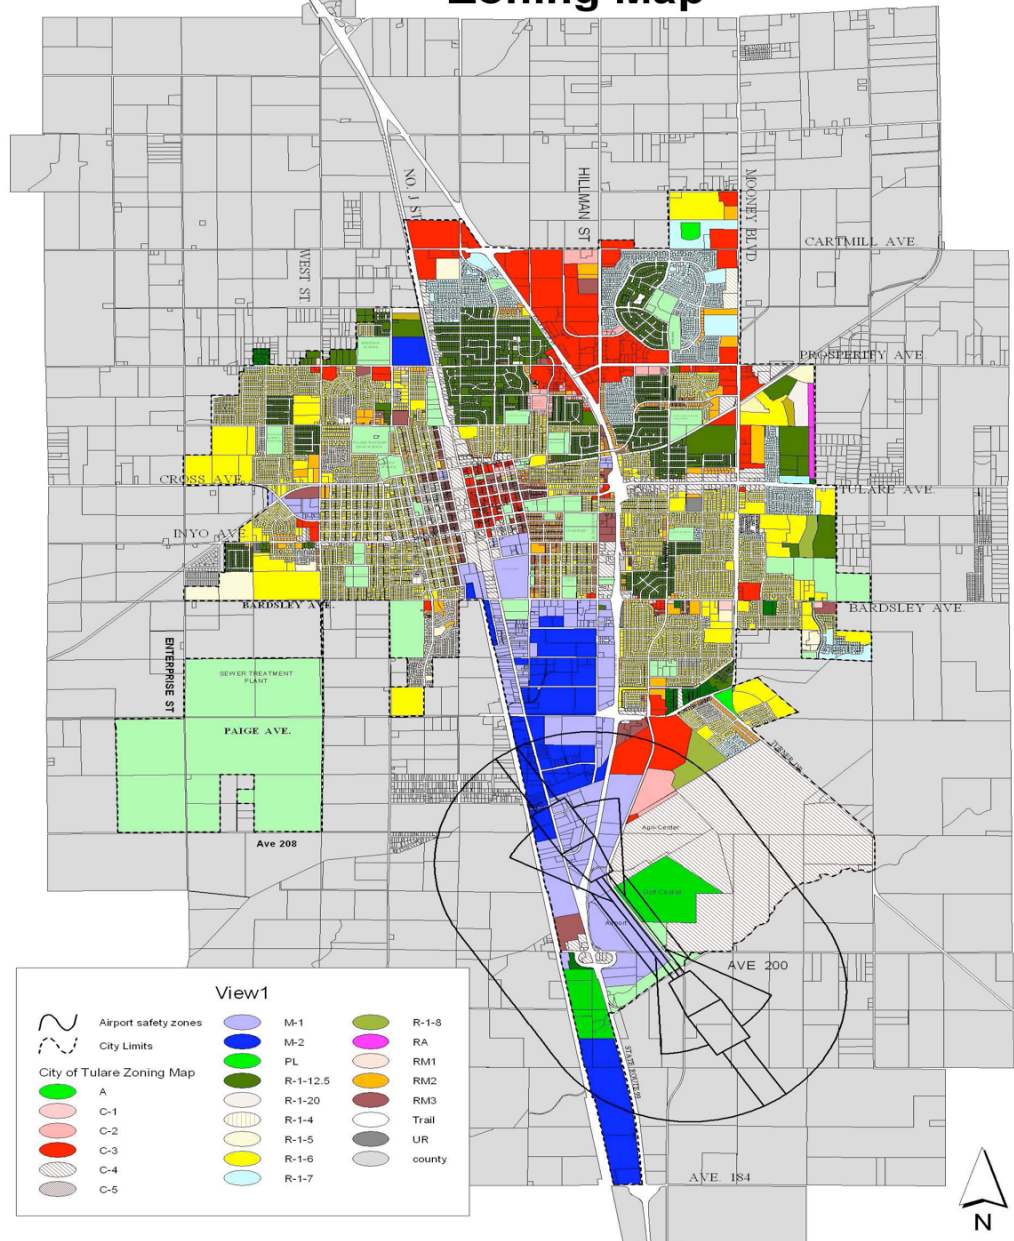 Zoning Map
NO. J ST.
HILLMAN ST
MOONEY BLVD
CARTMILL AVE.
WEST ST.
PROSPERITY AVE.
CROSS AVE.
TULARE AVE.
INYO AVE.
BARDSLEY AVE.
BARDSLEY AVE.
ENTERPRISE ST
SEWER TREATMENT
PLANT
PAIGE AVE.
TURNER DR.
Ave 208
Agri-Center
Golf Course
Airport
AVE 200
STATE ROUTE 99
AVE. 184
View1
Airport safety zones
City Limits
City of Tulare Zoning Map
A
C-1
C-2
C-3
C-4
C-5
M-1
M-2
PL
R-1-12.5
R-1-20
R-1-4
R-1-5
R-1-6
R-1-7
R-1-8
RA
RM1
RM2
RM3
Trail
UR
county
N